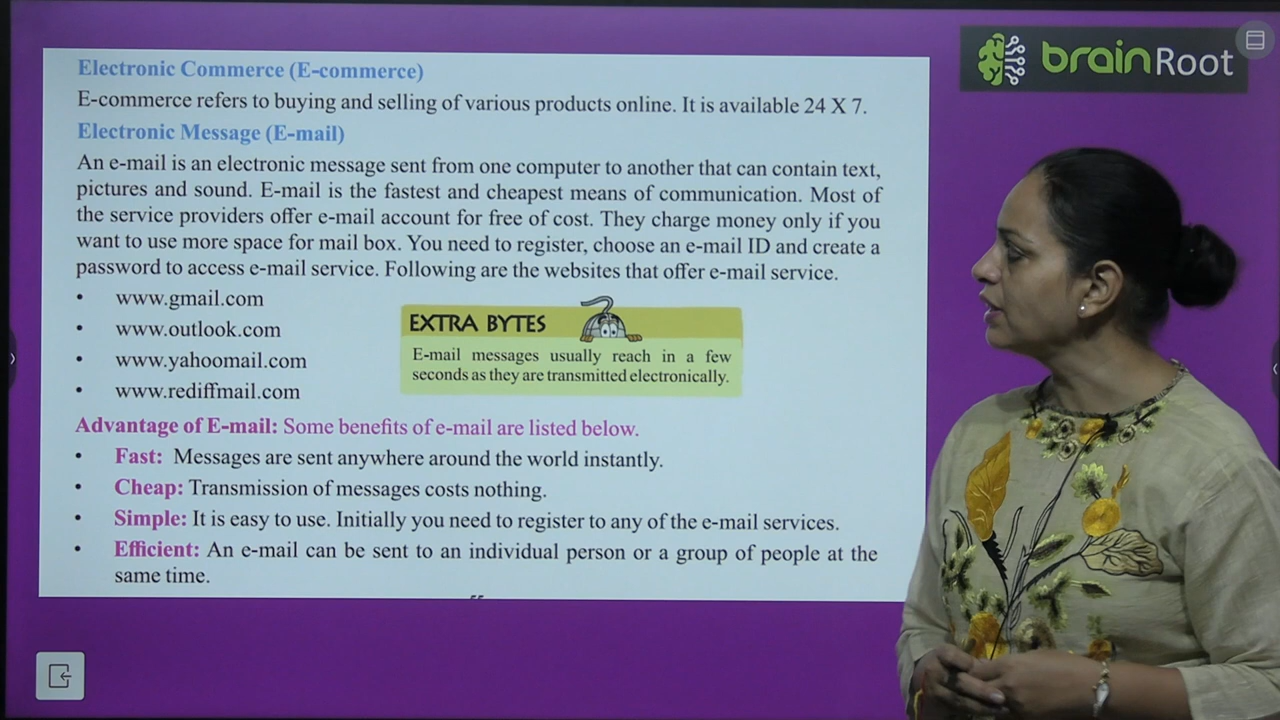 brainRoot
Electronic Commerce (E-commerce)
E-commerce refers to buying and selling of various products online. It is available 24 X 7.
Electronic Message (E-mail)
An e-mail is an electronic message sent from one computer to another that can contain text,
pictures and sound. E-mail is the fastest and cheapest means of communication. Most of
the service providers offer e-mail account for free of cost. They charge money only if you
want to use more space for mail box. You need to register, choose an e-mail ID and create a
password to access e-mail service. Following are the websites that offer e-mail service.
• www.gmail.com
• www.outlook.com
• www.yahoomail.com
• www.rediffmail.com
EXTRA BYTES
E-mail messages usually reach in a few
seconds as they are transmitted electronically.
Advantage of E-mail: Some benefits of e-mail are listed below.
• Fast: Messages are sent anywhere around the world instantly.
• Cheap: Transmission of messages costs nothing.
• Simple: It is easy to use. Initially you need to register to any of the e-mail services.
• Efficient: An e-mail can be sent to an individual person or a group of people at the
same time.